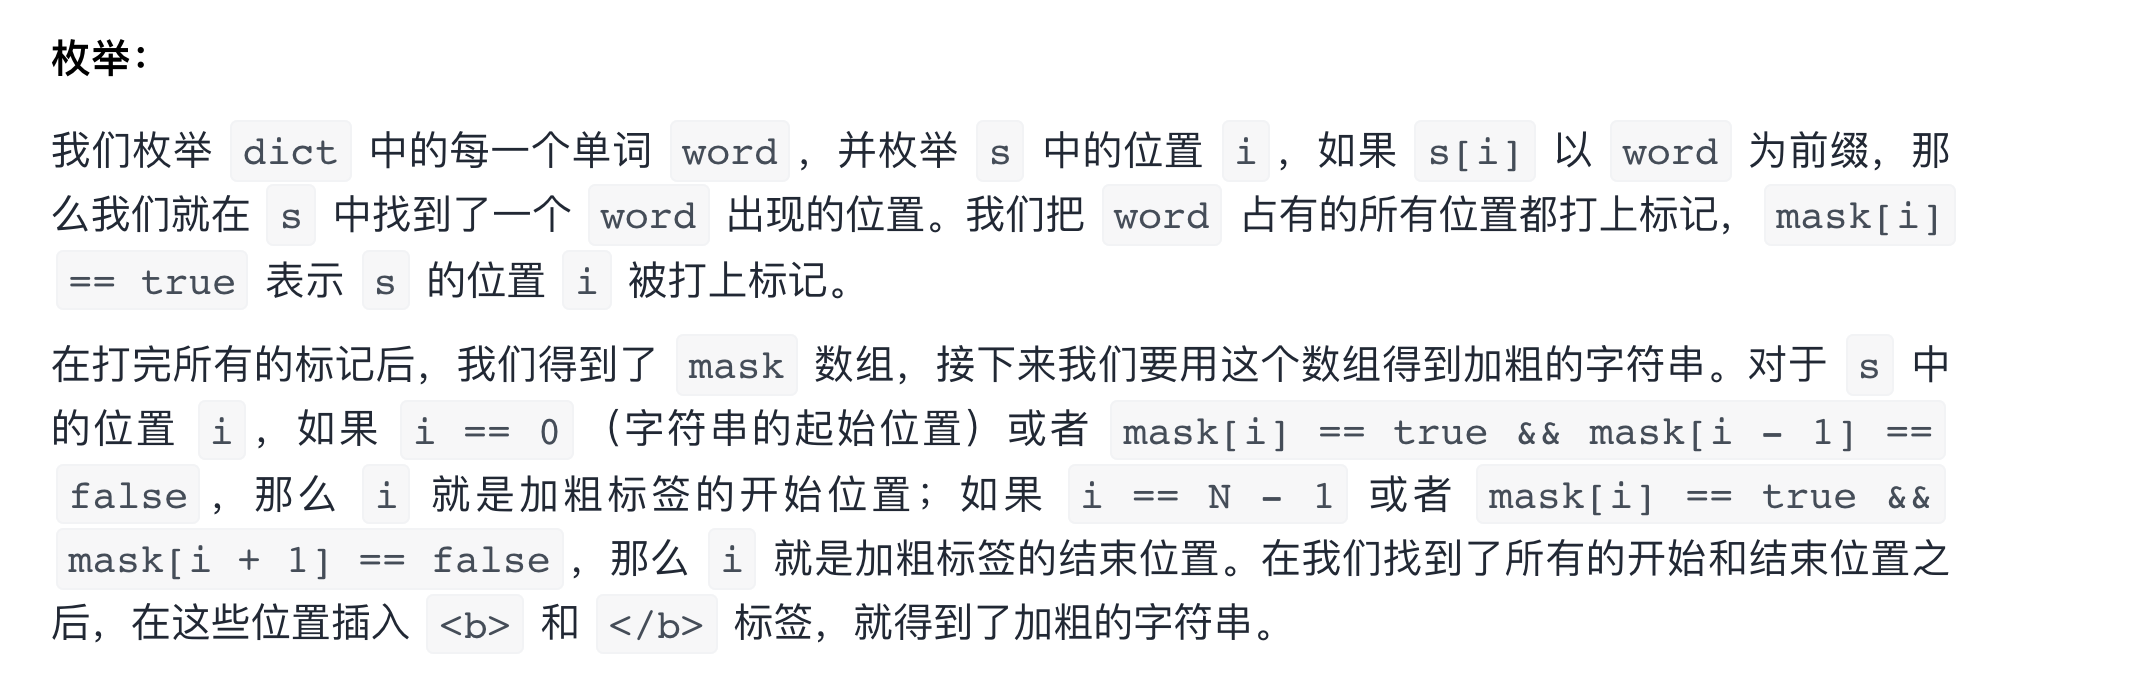 枚举：
我们枚举 dict 中的每一个单词 word，并枚举 s 中的位置 i，如果 s[i] 以 word 为前缀，那
么我们就在 s 中找到了一个 word 出现的位置。我们把 word 占有的所有位置都打上标记，mask[i]
== true 表示 s 的位置 i 被打上标记。
在打完所有的标记后，我们得到了 mask 数组，接下来我们要用这个数组得到加粗的字符串。对于 s 中
的位置 i，如果 i == 0（字符串的起始位置）或者 mask[i] == true && mask[i - 1] ==
false，那么 i 就是加粗标签的开始位置；如果 i == N - 1 或者 mask[i] == true &&
mask[i + 1] == false，那么 i 就是加粗标签的结束位置。在我们找到了所有的开始和结束位置之
后，在这些位置插入 <b> 和 </b> 标签，就得到了加粗的字符串。